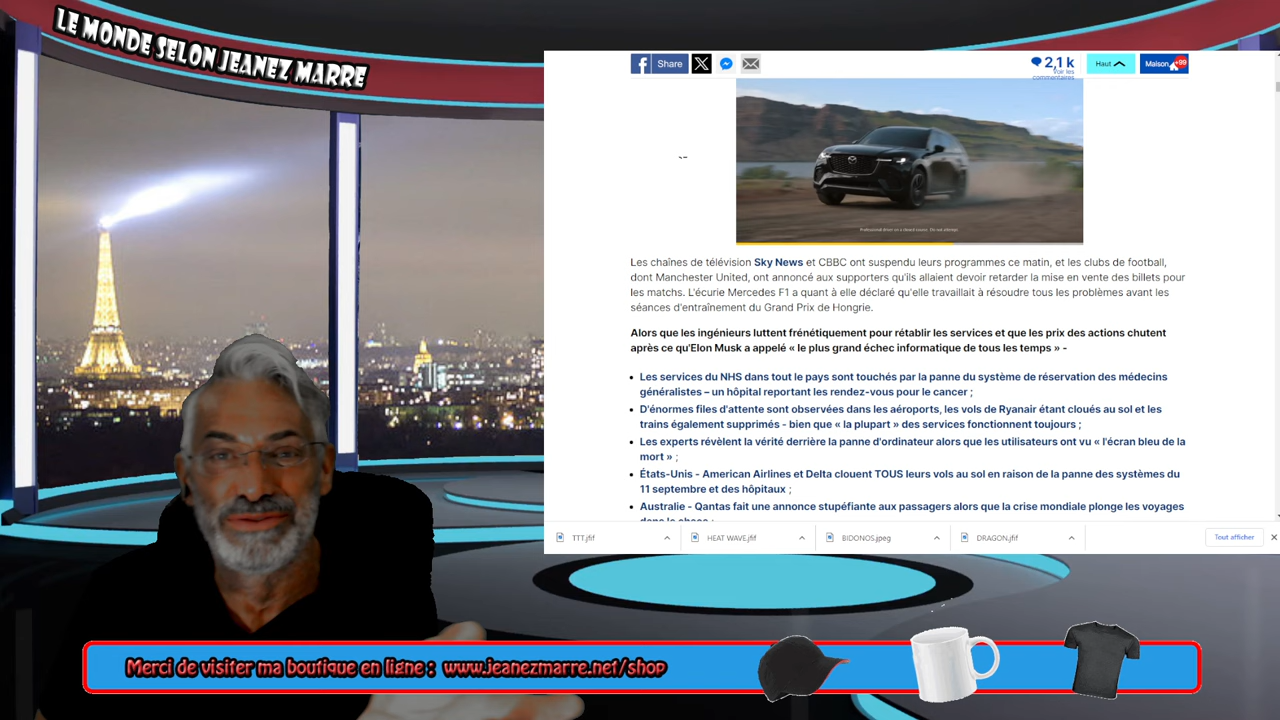 LE MONDE SELON JEANEZ MARRE
Share
2,1 k
Voir les
commentaires
Haut
Maison
+99
Professional driver on a closed course. Do not attempt.
Les chaînes de télévision Sky News et CBBC ont suspendu leurs programmes ce matin, et les clubs de football,
dont Manchester United, ont annoncé aux supporters qu'ils allaient devoir retarder la mise en vente des billets pour
les matchs. L'écurie Mercedes F1 a quant à elle déclaré qu'elle travaillait à résoudre tous les problèmes avant les
séances d'entraînement du Grand Prix de Hongrie.
Alors que les ingénieurs luttent frénétiquement pour rétablir les services et que les prix des actions chutent
après ce qu'Elon Musk a appelé « le plus grand échec informatique de tous les temps » -
• Les services du NHS dans tout le pays sont touchés par la panne du système de réservation des médecins
généralistes – un hôpital reportant les rendez-vous pour le cancer ;
• D'énormes files d'attente sont observées dans les aéroports, les vols de Ryanair étant cloués au sol et les
trains également supprimés - bien que « la plupart » des services fonctionnent toujours ;
• Les experts révèlent la vérité derrière la panne d'ordinateur alors que les utilisateurs ont vu « l'écran bleu de la
mort » ;
• États-Unis - American Airlines et Delta clouent TOUS leurs vols au sol en raison de la panne des systèmes du
11 septembre et des hôpitaux ;
• Australie - Qantas fait une annonce stupéfiante aux passagers alors que la crise mondiale plonge les voyages
dans le chaos ;
TTT.jfif
HEAT WAVE.jfif
BIDONOS.jpeg
DRAGON.jfif
Tout afficher
Merci de visiter ma boutique en ligne : www.jeanezmarre.net/shop